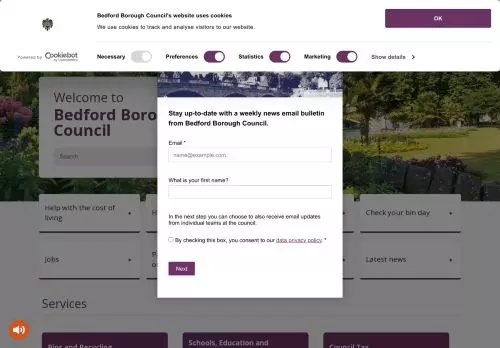 Bedford Borough Council's website uses cookies
We use cookies to track and analyse visitors to our website.
OK
Powered by Cookiebot
Necessary
Preferences
Statistics
Marketing
Show details
Welcome to
Bedford Boro
Council
Search
Stay up-to-date with a weekly news email bulletin
from Bedford Borough Council.
Email *
name@example.com
What is your first name?
In the next step you can choose to also receive email updates
from individual teams at the council.
By checking this box, you consent to our data privacy policy. *
Next
Help with the cost of
living
Check your bin day
Jobs
Latest news
Services
Bins and Recycling
Schools, Education and
Council Tax